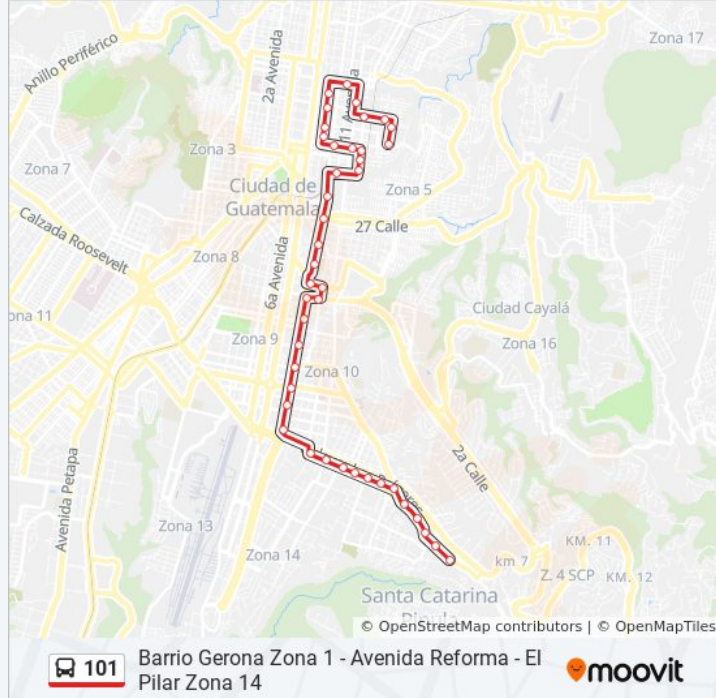 Zona 17
Anillo Periférico
2a Avenida
11 Avenida
Zona 3
Zona 7
Ciudad de
Guatemala
Zona 5
27 Calle
Calzada Roosevelt
Zona 8
6a Avenida
ona 11
Ciudad Cayalá
Zona 16
Zona 9
Zona 10
2a Calle
Avenida Petapa
Zona 13
Zona 14
KM. 11
km 7
Z. 4 SCP
KM. 12
Santa Catarina
Pinula
© OpenStreetMap contributors | © OpenMapTiles
101
Barrio Gerona Zona 1 - Avenida Reforma - El
Pilar Zona 14
moovit